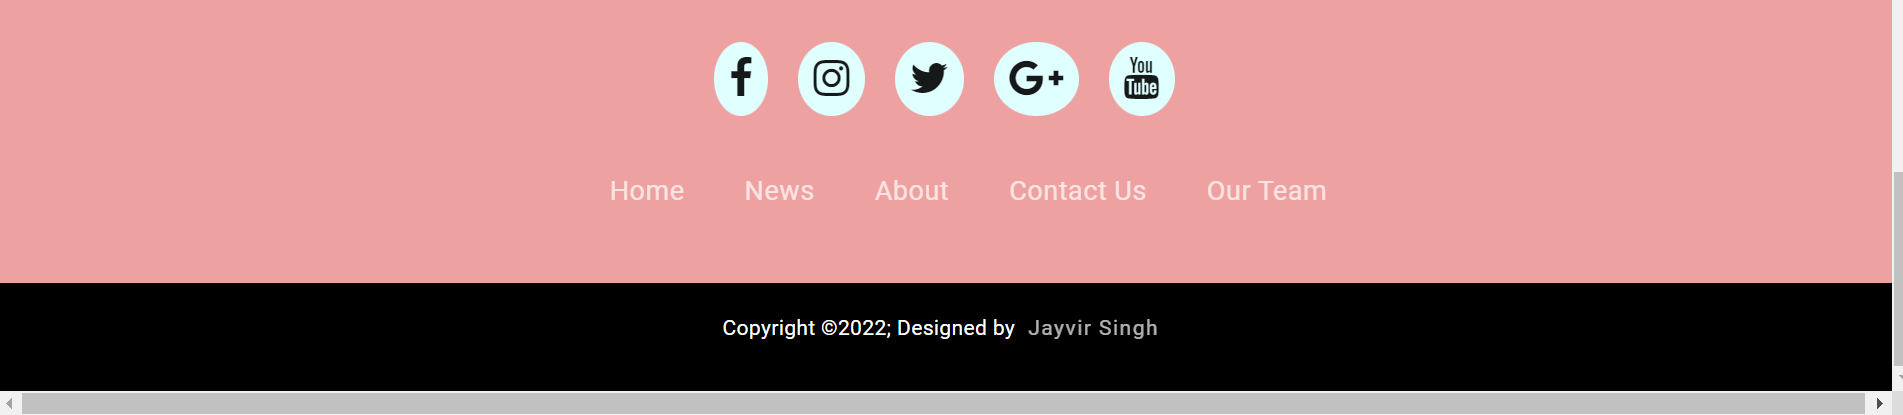 f G+ You
Tube
Home News About Contact Us Our Team
Copyright ©2022; Designed by Jayvir Singh